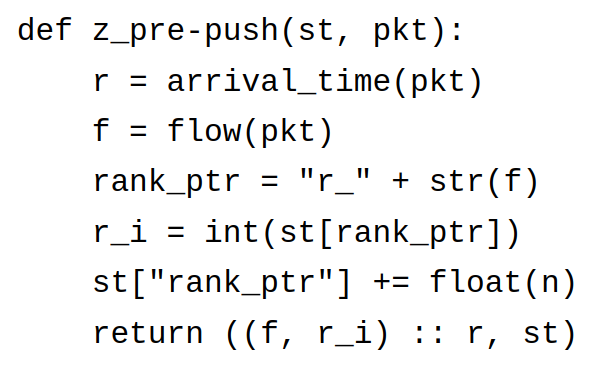 def z_pre-push(st, pkt):
    r = arrival_time(pkt)
    f = flow(pkt)
    rank_ptr = "r_" + str(f)
    r_i = int(st[rank_ptr])
    st["rank_ptr"] += float(n)
    return ((f, r_i) :: r, st)